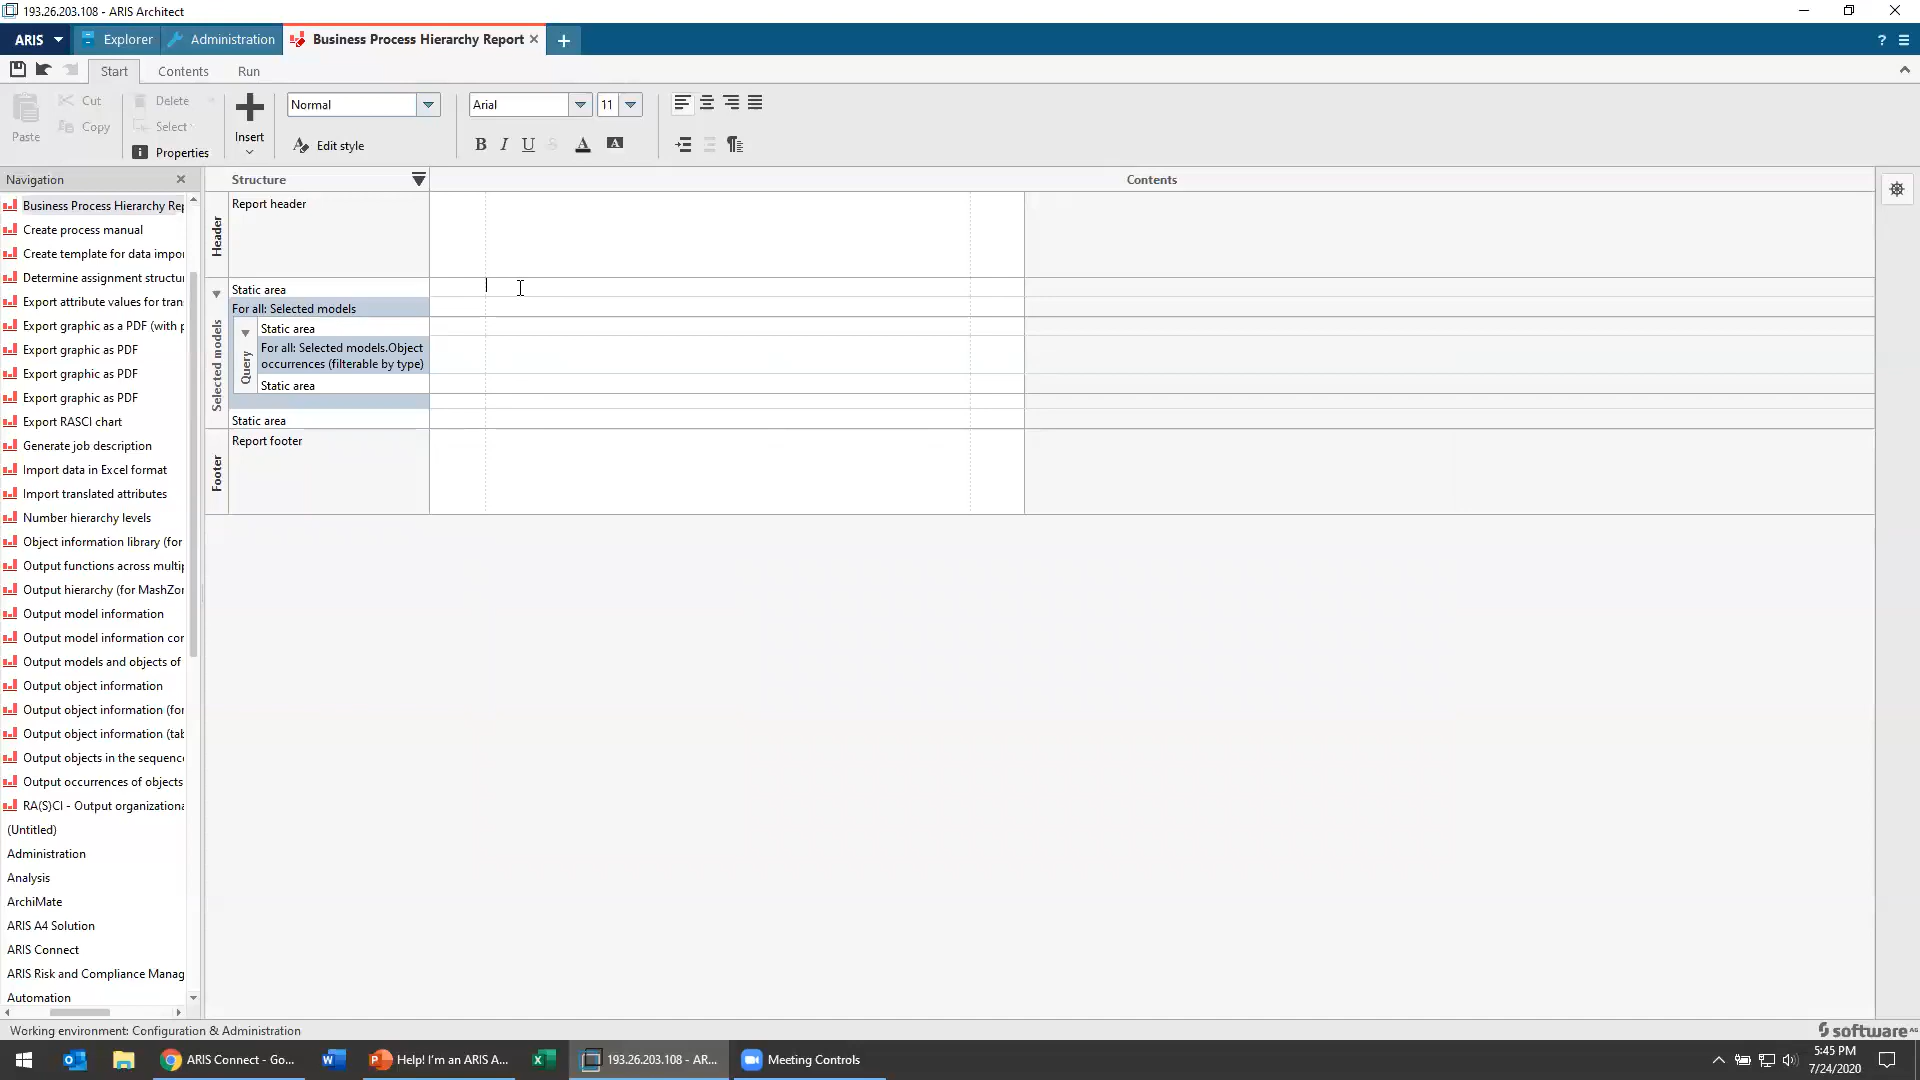 193.26.203.108 - ARIS Architect
ARIS
Explorer
Administration
Business Process Hierarchy Report
Start
Contents
Run
Paste
Cut
Copy
Delete
Select
Properties
Insert
Normal
Edit style
Arial
11
B I U S A A
Navigation
Business Process Hierarchy Rep
Create process manual
Create template for data impor
Determine assignment structur
Export attribute values for tran
Export graphic as a PDF (with p
Export graphic as PDF
Export graphic as PDF
Export graphic as PDF
Export RASCI chart
Generate job description
Import data in Excel format
Import translated attributes
Number hierarchy levels
Object information library (for
Output functions across multip
Output hierarchy (for MashZor
Output model information
Output model information cor
Output models and objects of
Output object information
Output object information (for
Output object information (tab
Output objects in the sequence
Output occurrences of objects
RA(S)CI - Output organizationa
(Untitled)
Administration
Analysis
ArchiMate
ARIS A4 Solution
ARIS Connect
ARIS Risk and Compliance Manag
Automation
Structure
Contents
Header
Report header
Selected models
Static area
For all: Selected models
Query
Static area
For all: Selected models.Object
occurrences (filterable by type)
Static area
Static area
Footer
Report footer
Working environment: Configuration & Administration
software AG
ARIS Connect - Go...
Help! I'm an ARIS A...
193.26.203.108 - AR...
Meeting Controls
5:45 PM
7/24/2020